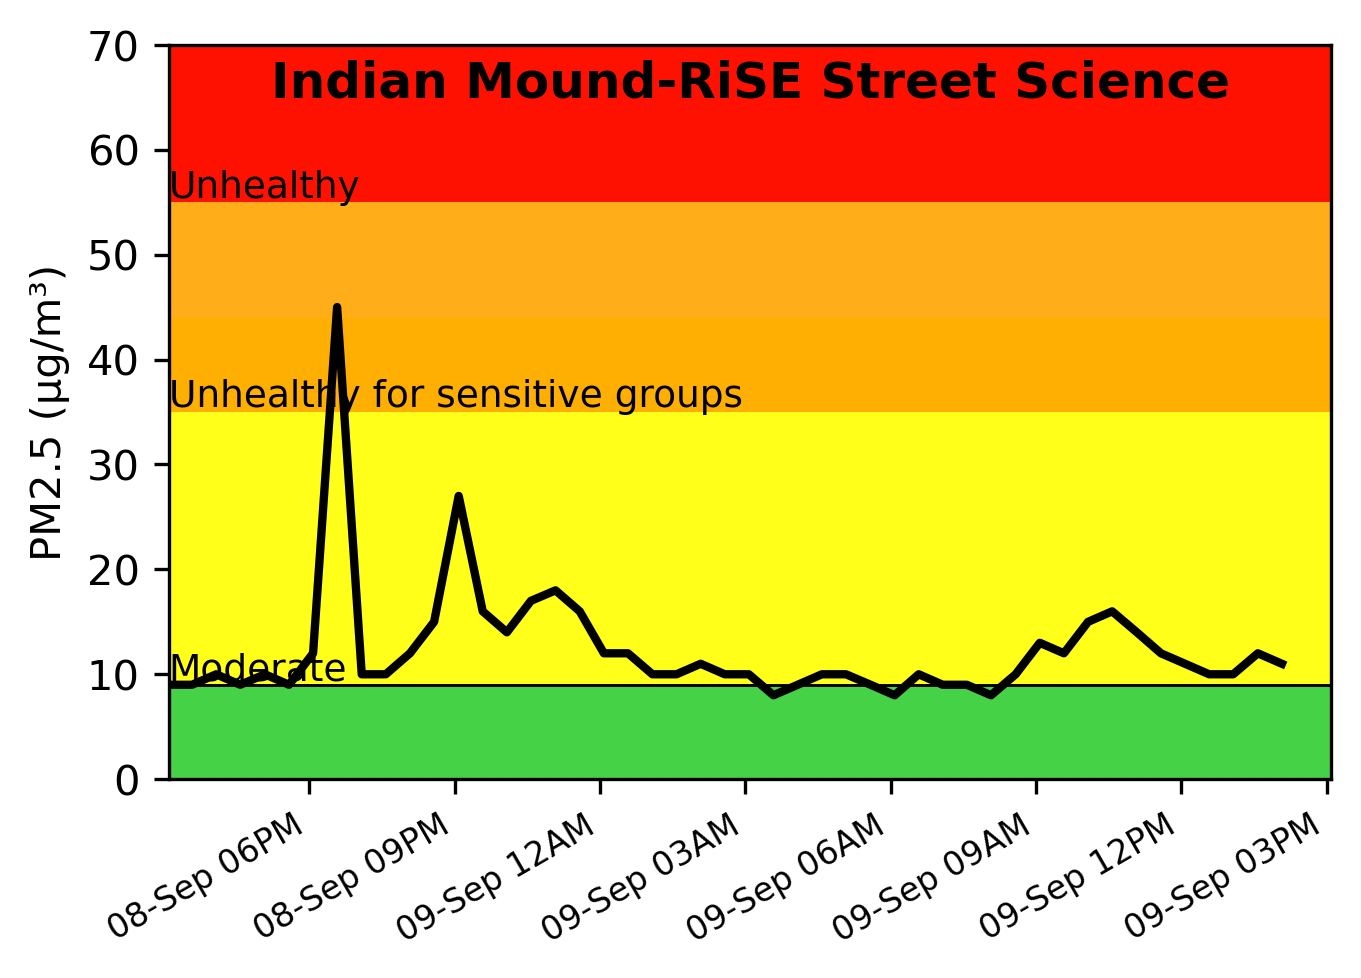 Indian Mound-RiSE Street Science
70
60
50
40
30
20
10
0
PM2.5 (µg/m³)
Unhealthy
Unhealthy for sensitive groups
Moderate
08-Sep 06PM
08-Sep 09PM
09-Sep 12AM
09-Sep 03AM
09-Sep 06AM
09-Sep 09AM
09-Sep 12PM
09-Sep 03PM